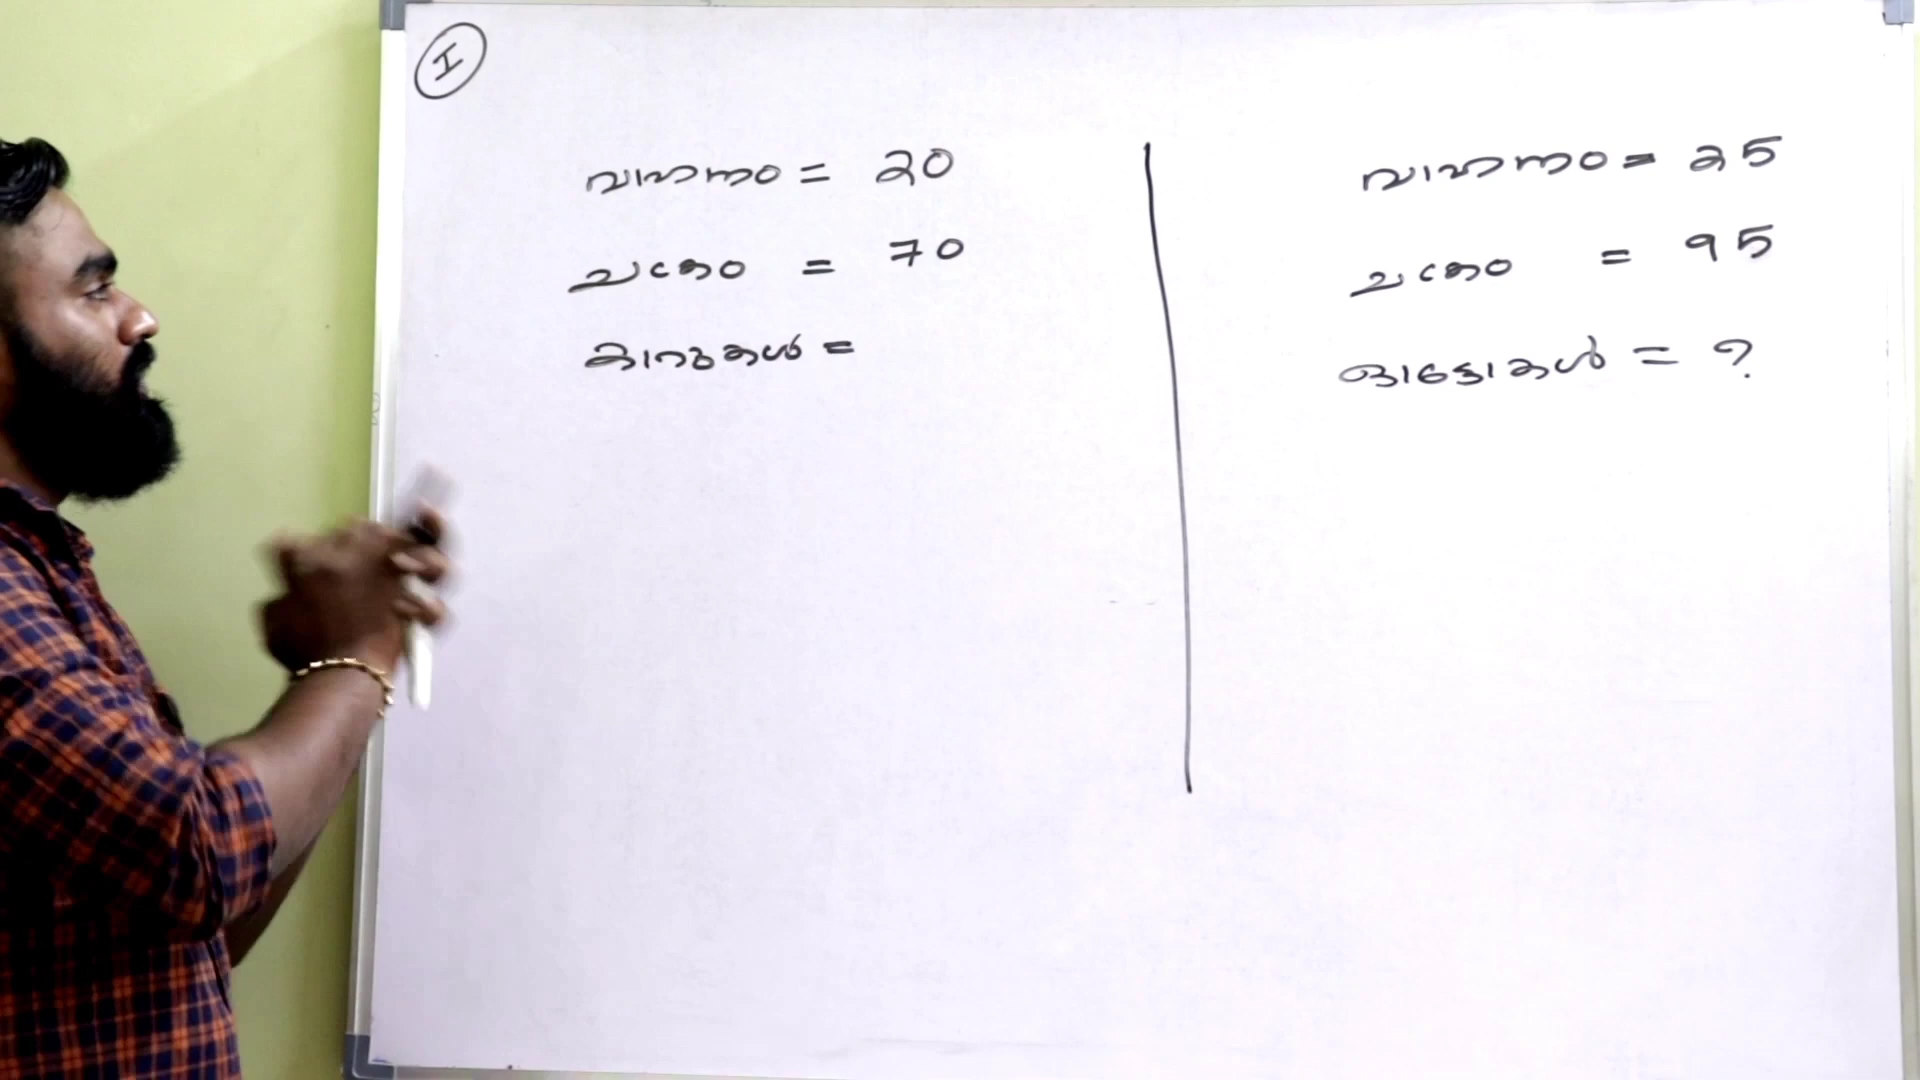 I
വാഹനം = 20
ചക്രം = 70
കാറുകൾ =
വാഹനം = 25
ചക്രം = 95
ഓട്ടോകൾ = ?